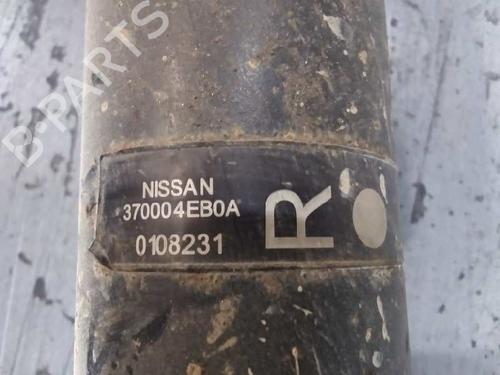 B-PARTS
NISSAN
370004EB0A
0108231
R